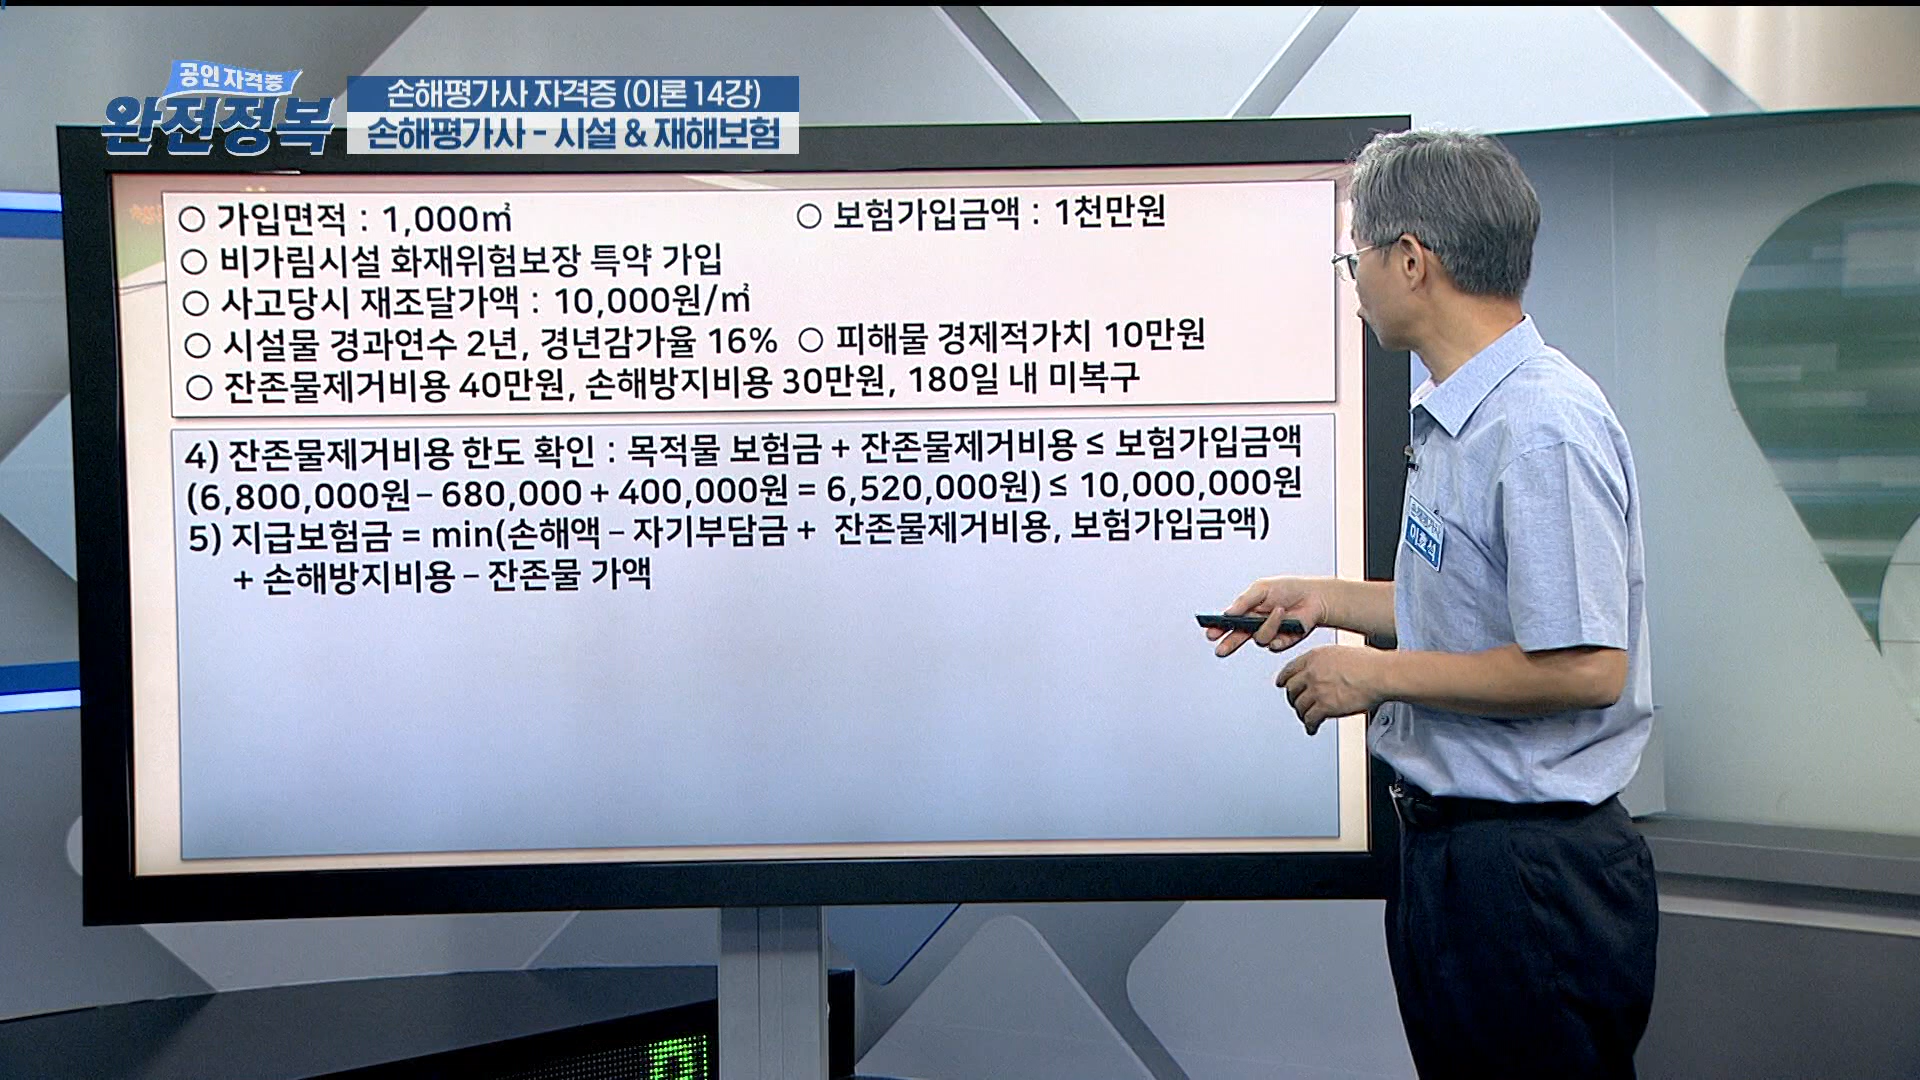 공인 자격증
완전정복
손해평가사 자격증 (이론 14강)
손해평가사 - 시설 & 재해보험
○ 가입면적 : 1,000㎡ ○ 보험가입금액 : 1천만원
○ 비가림시설 화재위험보장 특약 가입
○ 사고당시 재조달가액 : 10,000원/㎡
○ 시설물 경과연수 2년, 경년감가율 16% ○ 피해물 경제적가치 10만원
○ 잔존물제거비용 40만원, 손해방지비용 30만원, 180일 내 미복구
4) 잔존물제거비용 한도 확인 : 목적물 보험금 + 잔존물제거비용 ≤ 보험가입금액
(6,800,000원 – 680,000 + 400,000원 = 6,520,000원) ≤ 10,000,000원
5) 지급보험금 = min(손해액 – 자기부담금 + 잔존물제거비용, 보험가입금액)
+ 손해방지비용 – 잔존물 가액
이호석